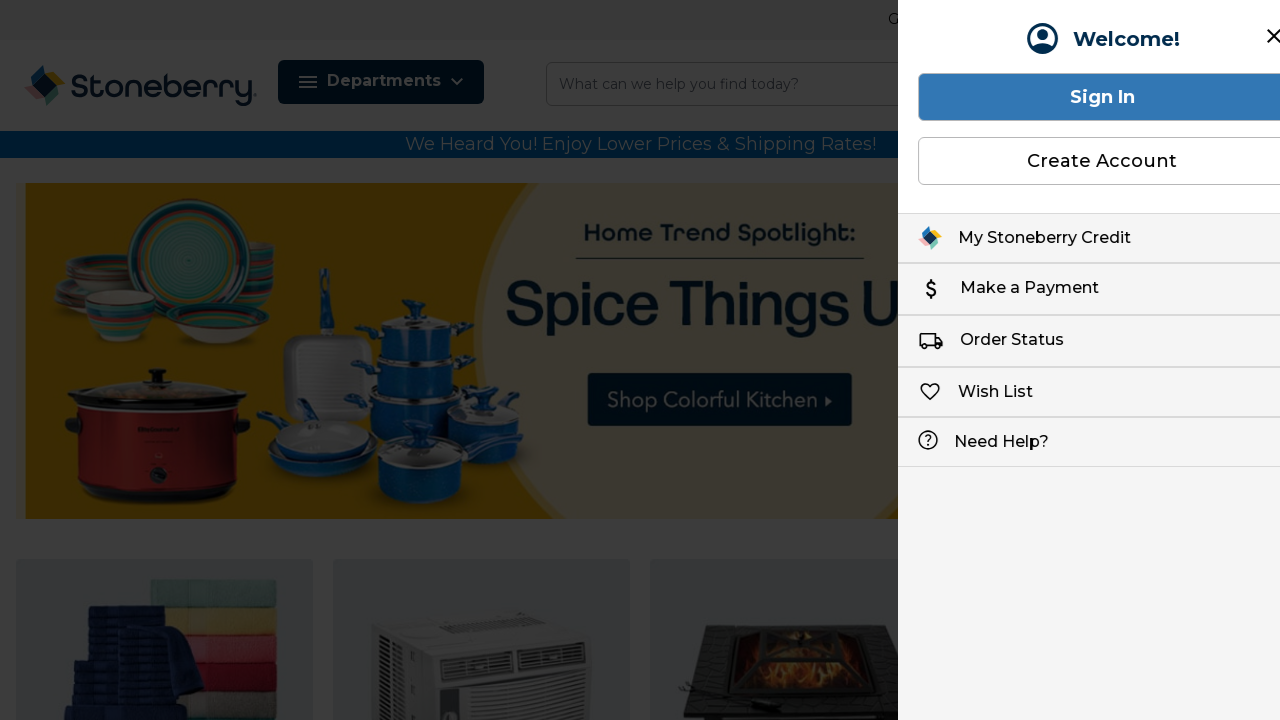 G
Welcome!
Stoneberry
Departments
What can we help you find today?
Sign In
We Heard You! Enjoy Lower Prices & Shipping Rates!
Create Account
Home Trend Spotlight:
Spice Things U
Shop Colorful Kitchen
My Stoneberry Credit
Make a Payment
Order Status
Wish List
Need Help?